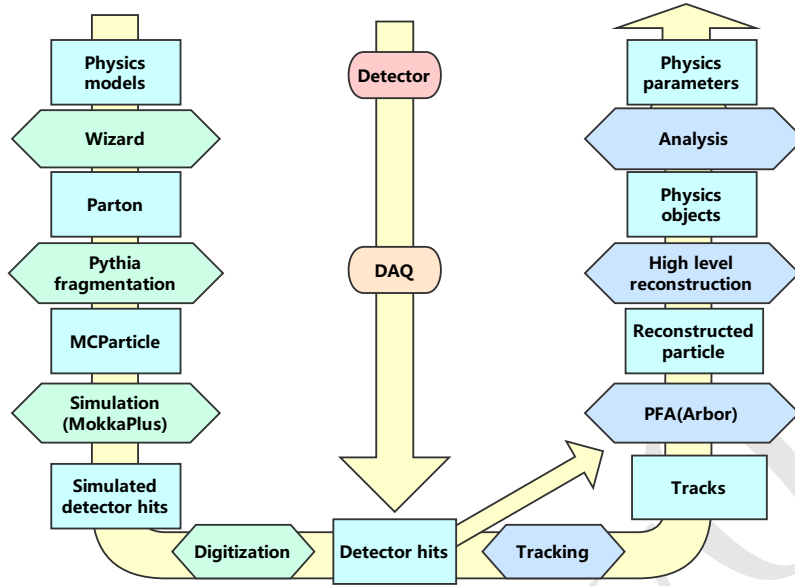 Physics
models
Wizard
Parton
Pythia
fragmentation
MCParticle
Simulation
(MokkaPlus)
Simulated
detector hits
Digitization
Detector
DAQ
Detector hits
Tracking
Tracks
PFA(Arbor)
Reconstructed
particle
High level
reconstruction
Physics
objects
Analysis
Physics
parameters